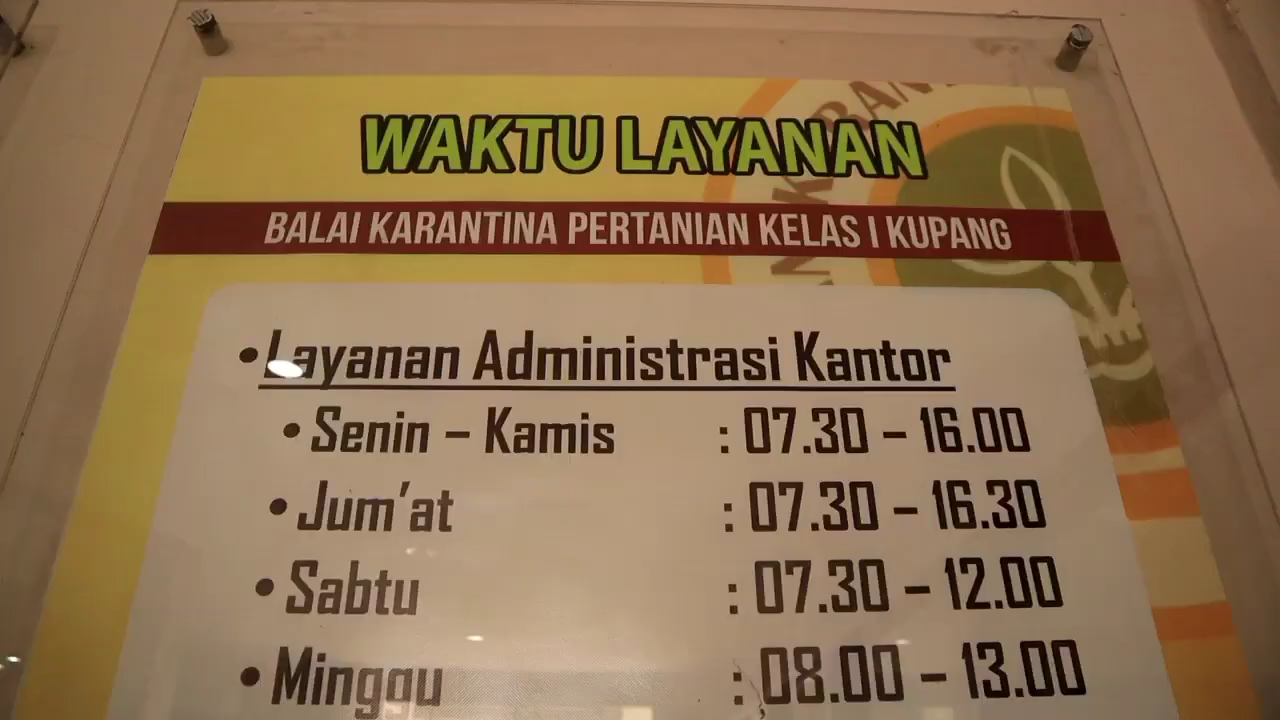 WAKTU LAYANAN
BALAI KARANTINA PERTANIAN KELAS I KUPANG
• Layanan Administrasi Kantor
• Senin – Kamis : 07.30 – 16.00
• Jum'at : 07.30 – 16.30
• Sabtu : 07.30 – 12.00
• Minggu : 08.00 – 13.00